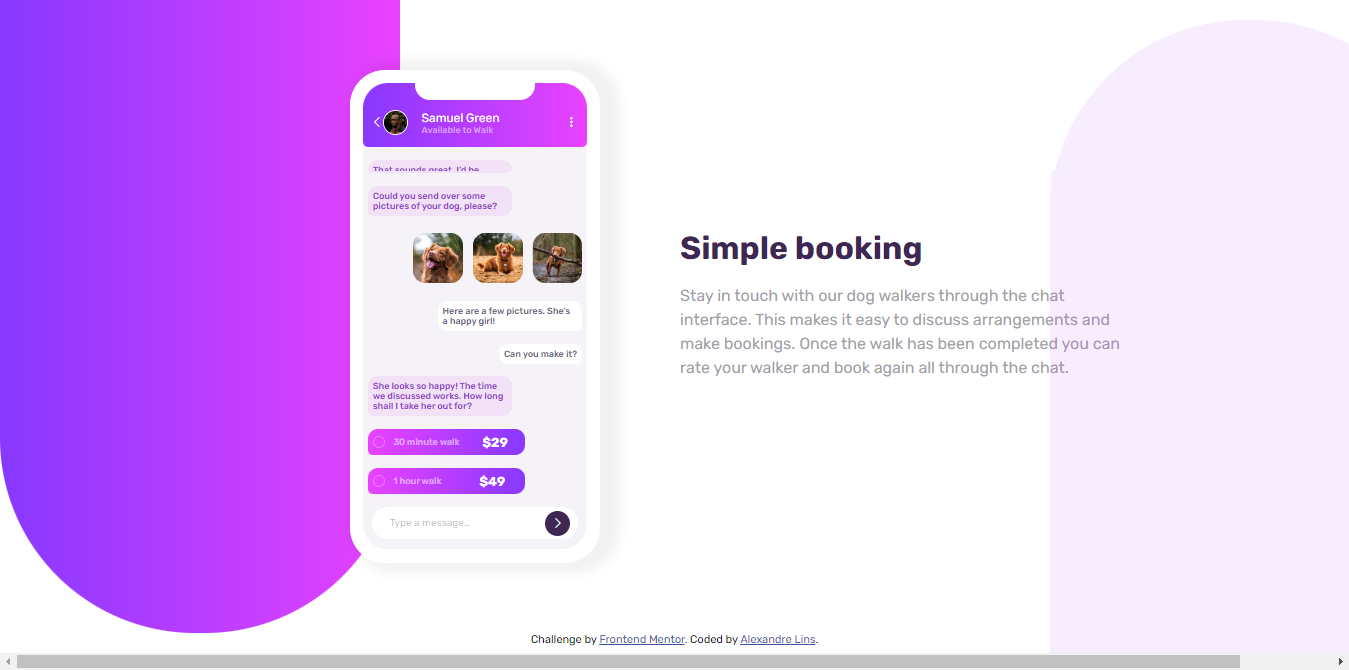 Samuel Green
Available to Walk
That sounds great. I'd be
Could you send over some
pictures of your dog, please?
Here are a few pictures. She's
a happy girl!
Can you make it?
She looks so happy! The time
we discussed works. How long
shall I take her out for?
30 minute walk $29
1 hour walk $49
Type a message...
Simple booking
Stay in touch with our dog walkers through the chat
interface. This makes it easy to discuss arrangements and
make bookings. Once the walk has been completed you can
rate your walker and book again all through the chat.
Challenge by Frontend Mentor. Coded by Alexandre Lins.